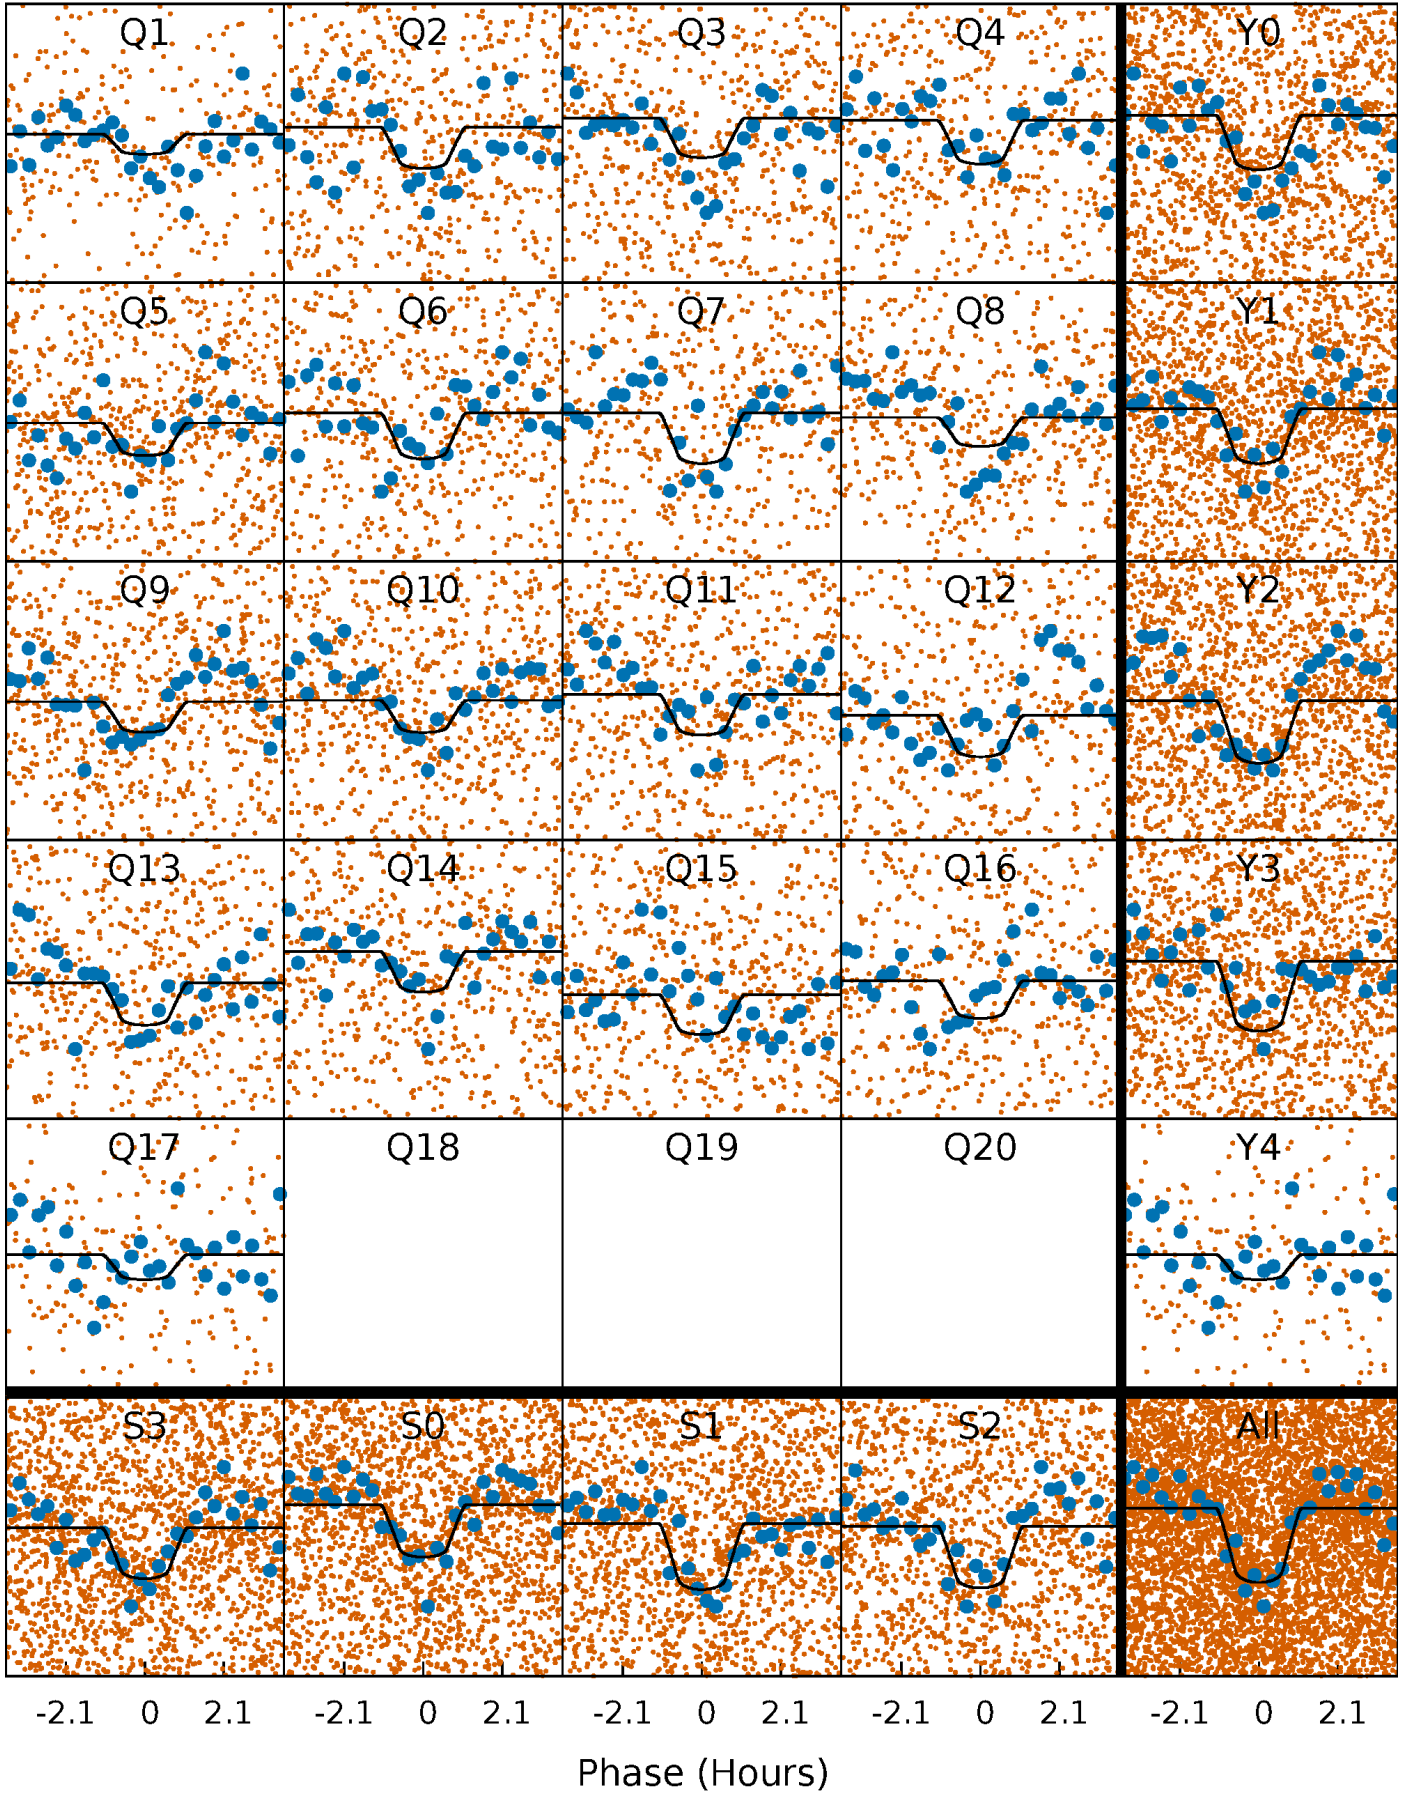 Q1 Q2 Q3 Q4 Y0
Q5 Q6 Q7 Q8 Y1
Q9 Q10 Q11 Q12 Y2
Q13 Q14 Q15 Q16 Y3
Q17 Q18 Q19 Q20 Y4
S3 S0 S1 S2 All
-2.1 0 2.1 -2.1 0 2.1 -2.1 0 2.1 -2.1 0 2.1 -2.1 0 2.1
Phase (Hours)